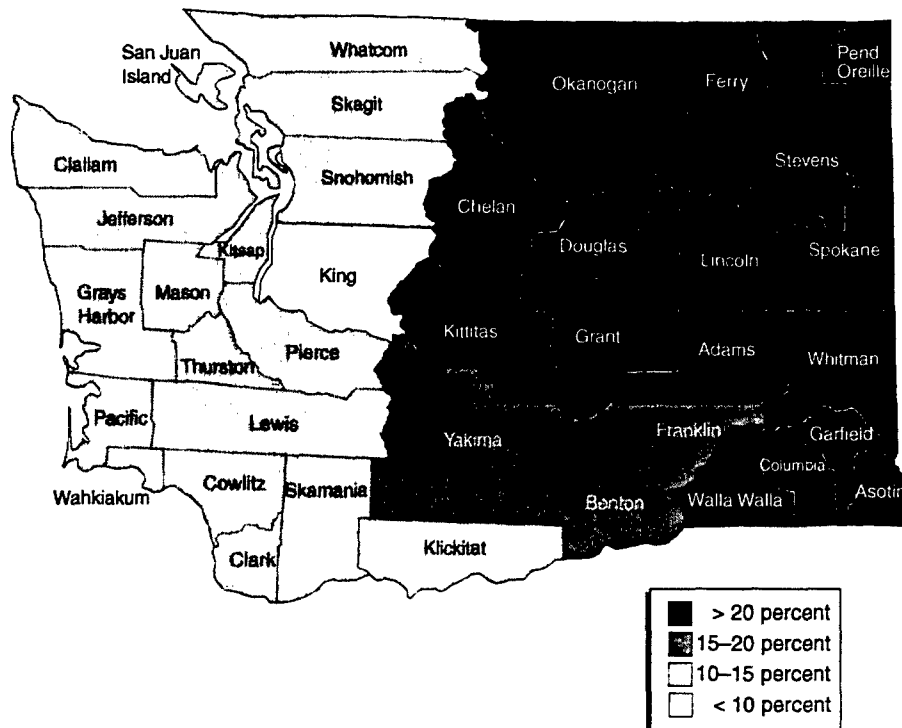 San Juan
Island
Whatcom
Skagit
Snohomish
Clallam
Jefferson
Kitsap
King
Grays
Harbor
Mason
Thurston
Pierce
Pacific
Lewis
Wahkiakum
Cowlitz
Skamania
Clark
Klickitat
Okanogan
Ferry
Pend
Oreille
Stevens
Chelan
Douglas
Lincoln
Spokane
Kittitas
Grant
Adams
Whitman
Yakima
Franklin
Garfield
Columbia
Benton
Walla Walla
Asotin
> 20 percent
15–20 percent
10–15 percent
< 10 percent